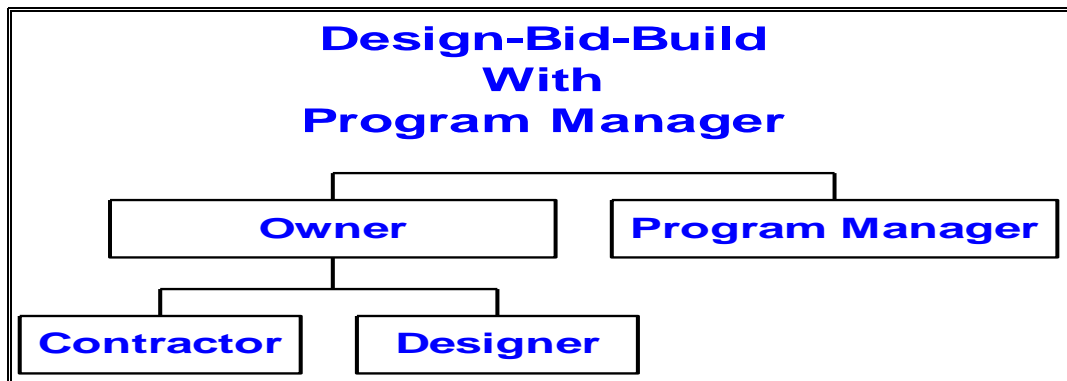 Design-Bid-Build
With
Program Manager
Owner
Program Manager
Contractor
Designer